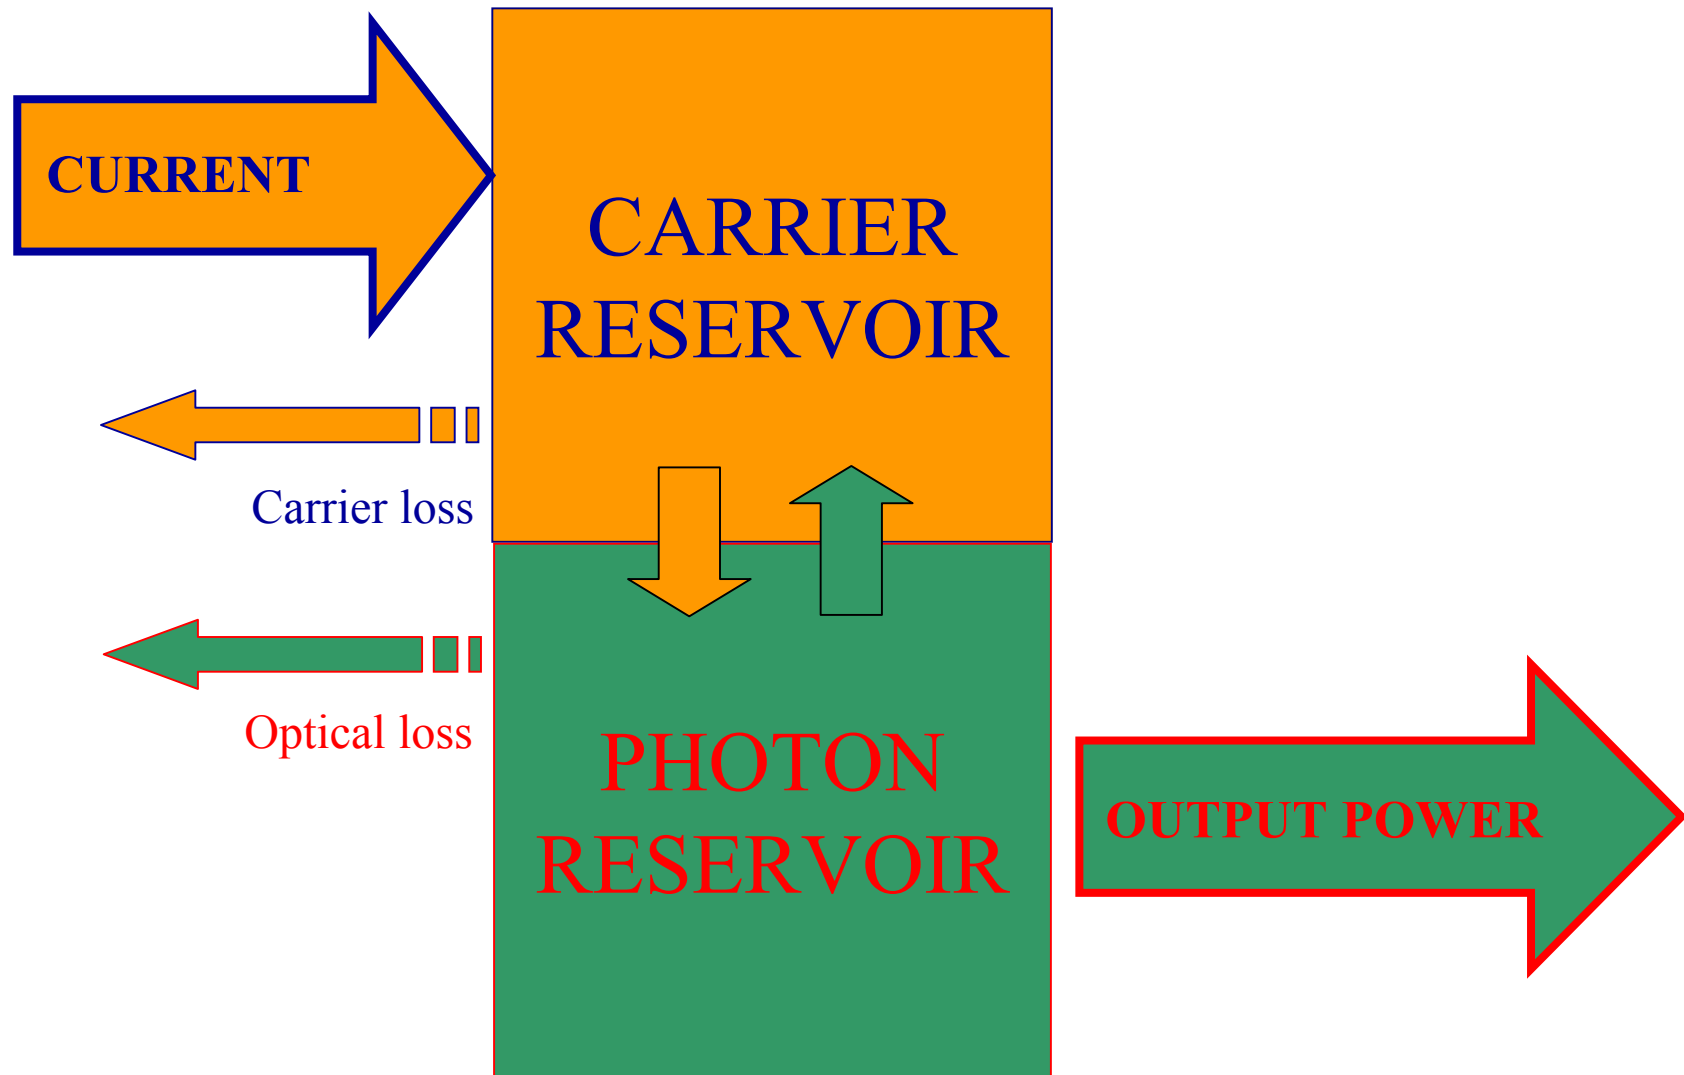 CURRENT
CARRIER
RESERVOIR
Carrier loss
Optical loss
PHOTON
RESERVOIR
OUTPUT POWER